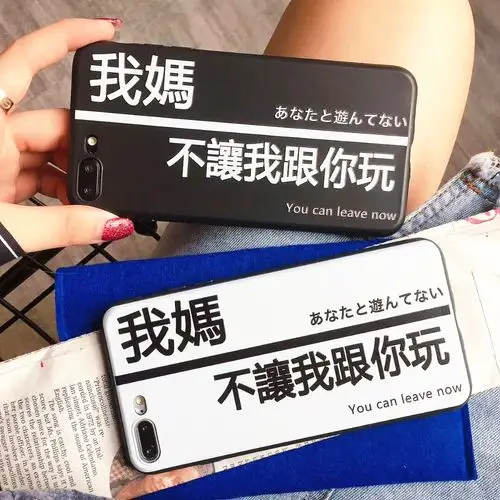 我媽
あなたと遊んでない
不讓我跟你玩
You can leave now
我媽
あなたと遊んてない
不讓我跟你玩
You can leave now